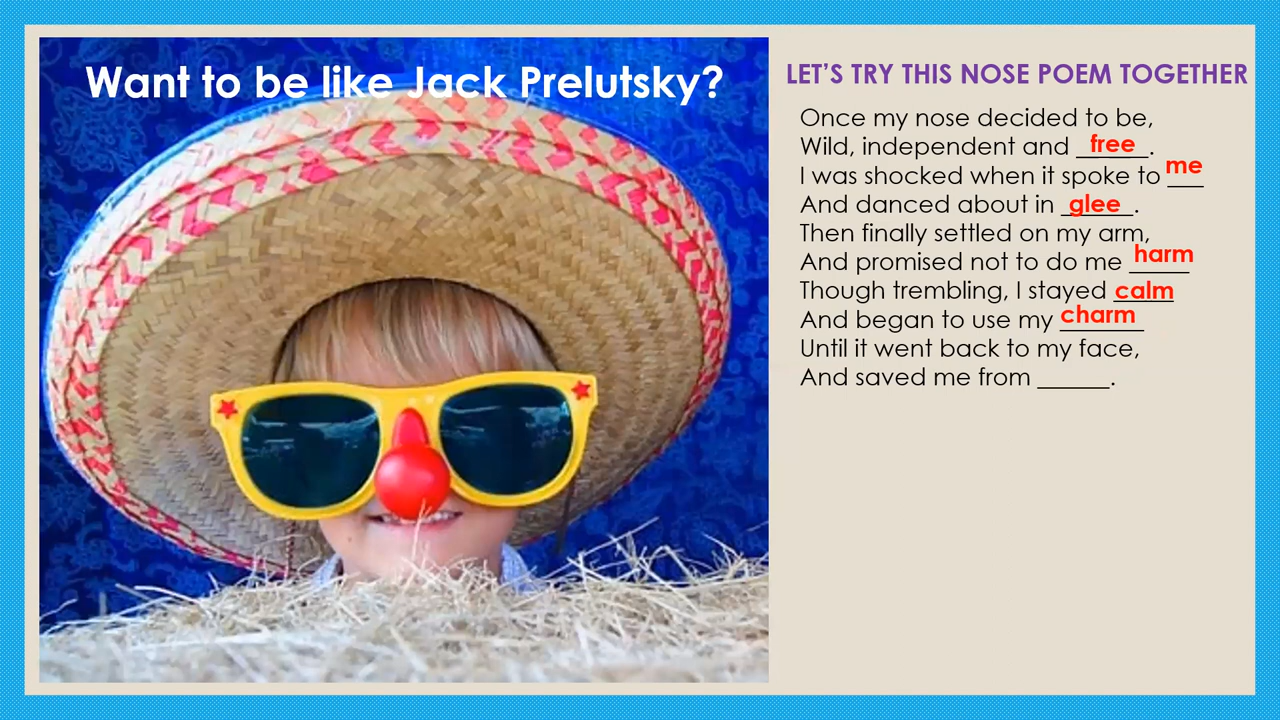 Want to be like Jack Prelutsky?
LET'S TRY THIS NOSE POEM TOGETHER
Once my nose decided to be,
Wild, independent and free.
I was shocked when it spoke to me
And danced about in glee.
Then finally settled on my arm,
And promised not to do me harm
Though trembling, I stayed calm
And began to use my charm
Until it went back to my face,
And saved me from ______.